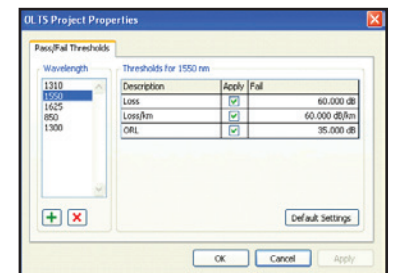 OLTS Project Properties
Pass/Fail Thresholds
Wavelength
1310
1550
1625
850
1300
Thresholds for 1550 nm
Description Apply Fail
Loss 60.000 dB
Loss/km 60.000 dB/km
ORL 35.000 dB
Default Settings
OK Cancel Apply